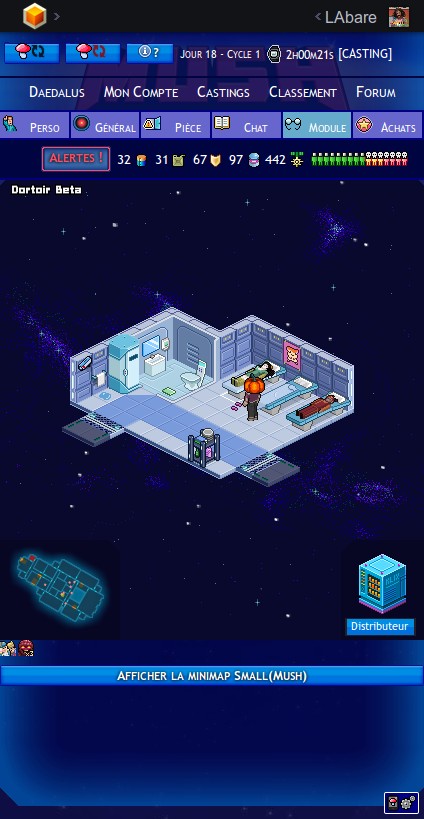 LAbare
?
Jour 18 - Cycle 1 2h00m21s [CASTING]
Daedalus Mon Compte Castings Classement Forum
Perso Général Pièce Chat Module Achats
ALERTES ! 32 31 67 97 442
Dortoir Beta
Distributeur
x3
Afficher la minimap Small(Mush)